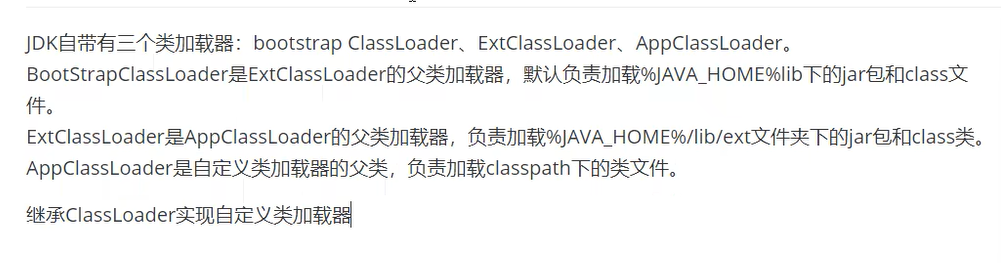 JDK自带有三个类加载器：bootstrap ClassLoader、ExtClassLoader、AppClassLoader。
BootStrapClassLoader是ExtClassLoader的父类加载器，默认负责加载%JAVA_HOME%lib下的jar包和class文
件。
ExtClassLoader是AppClassLoader的父类加载器，负责加载%JAVA_HOME%/lib/ext文件夹下的jar包和class类。
AppClassLoader是自定义类加载器的父类，负责加载classpath下的类文件。
继承ClassLoader实现自定义类加载器